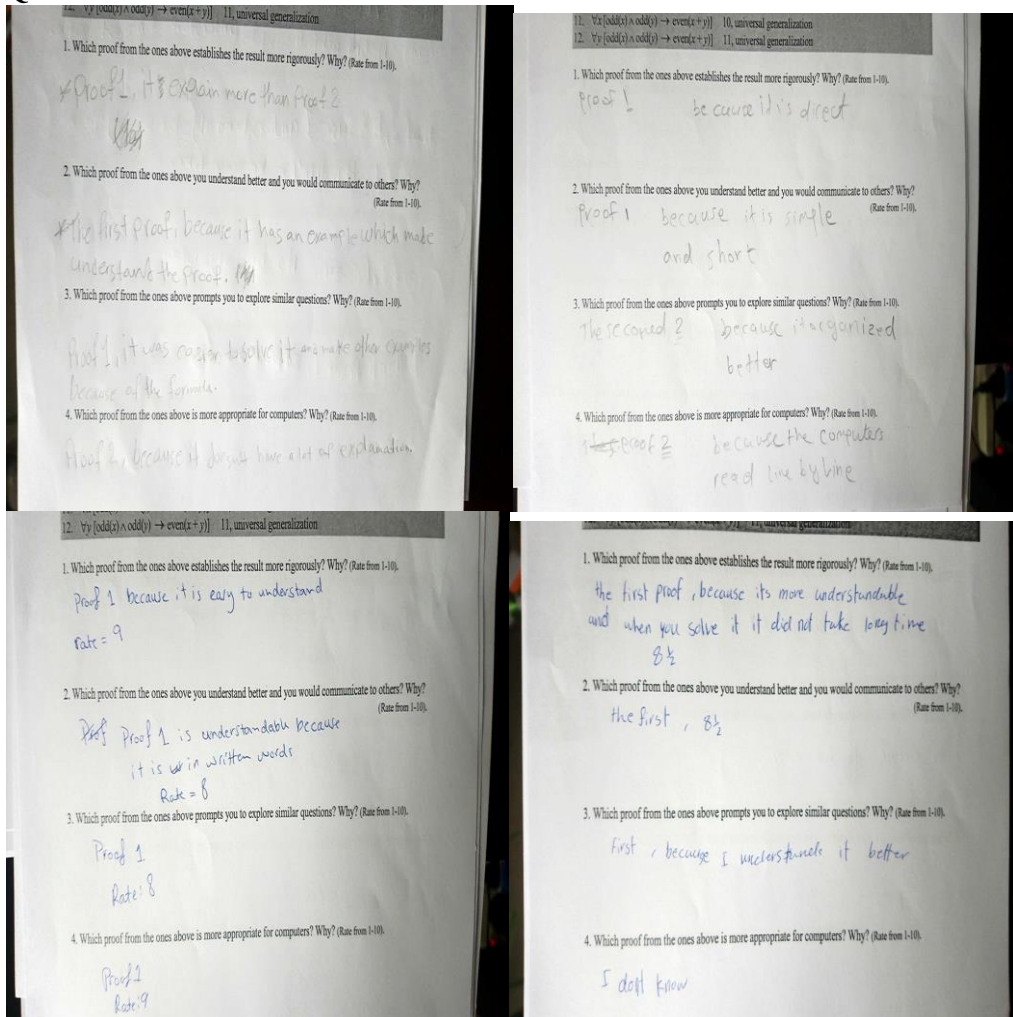 12. ∀y [odd(x) ∧ odd(y) → even(x + y)] 11, universal generalization
1. Which proof from the ones above establishes the result more rigorously? Why? (Rate from 1-10).
*Proof 1, it's explain more than Proof 2
2. Which proof from the ones above you understand better and you would communicate to others? Why?
(Rate from 1-10).
*The first proof, because it has an example which make
understand the proof.
3. Which proof from the ones above prompts you to explore similar questions? Why? (Rate from 1-10).
Proof 1, it was easier to solve it and make other examples
because of the formula.
4. Which proof from the ones above is more appropriate for computers? Why? (Rate from 1-10).
Proof 2, because it doesn't have a lot of explanation.
11. ∀x [odd(x) ∧ odd(y) → even(x + y)] 10, universal generalization
12. ∀y [odd(x) ∧ odd(y) → even(x + y)] 11, universal generalization
1. Which proof from the ones above establishes the result more rigorously? Why? (Rate from 1-10).
proof 1 because it is direct
2. Which proof from the ones above you understand better and you would communicate to others? Why?
(Rate from 1-10).
Proof 1 because it is simple
and short
3. Which proof from the ones above prompts you to explore similar questions? Why? (Rate from 1-10).
The seconed 2 because it organized
better
4. Which proof from the ones above is more appropriate for computers? Why? (Rate from 1-10).
proof 2 because the computers
read line by line
12. ∀y [odd(x) ∧ odd(y) → even(x + y)] 11, universal generalization
1. Which proof from the ones above establishes the result more rigorously? Why? (Rate from 1-10).
Proof 1 because it is easy to understand
rate = 9
2. Which proof from the ones above you understand better and you would communicate to others? Why?
(Rate from 1-10).
Proof 1 is understandable because
it is in written words
Rate = 8
3. Which proof from the ones above prompts you to explore similar questions? Why? (Rate from 1-10).
Proof 1
Rate: 8
4. Which proof from the ones above is more appropriate for computers? Why? (Rate from 1-10).
Proof 1
Rate: 9
universal generalization
1. Which proof from the ones above establishes the result more rigorously? Why? (Rate from 1-10).
the first proof, because its more understandable
and when you solve it it did not take long time
8 ½
2. Which proof from the ones above you understand better and you would communicate to others? Why?
(Rate from 1-10).
the first, 8½
3. Which proof from the ones above prompts you to explore similar questions? Why? (Rate from 1-10).
First, because I understande it better
4. Which proof from the ones above is more appropriate for computers? Why? (Rate from 1-10).
I dont know